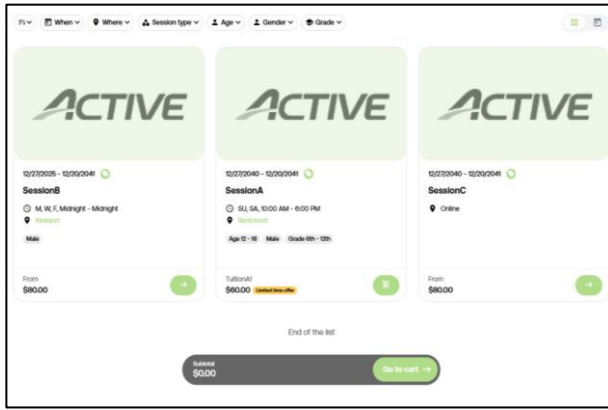 When Where Session type Age Gender Grade
ACTIVE ACTIVE ACTIVE
12/27/2025 - 12/20/2041
SessionB
M, W, F, Midnight - Midnight
Kirkland
Male
From
$80.00
12/27/2040 - 12/20/2041
SessionA
SU, SA, 10:00 AM - 6:00 PM
Redmond
Age 12 - 18 Male Grade 6th - 12th
TuitionA1
$60.00 Limited time offer
12/27/2040 - 12/20/2041
SessionC
Online
From
$80.00
End of the list
Subtotal
$0.00
Go to cart